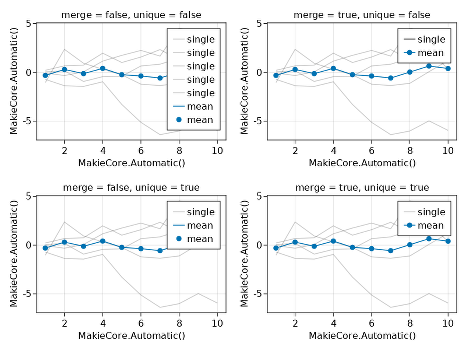 merge = false, unique = false
5
0
-5
MakieCore.Automatic()
single
single
single
single
single
mean
mean
2
4
6
8
10
MakieCore.Automatic()
merge = true, unique = false
5
0
-5
MakieCore.Automatic()
single
mean
2
4
6
8
10
MakieCore.Automatic()
merge = false, unique = true
5
0
-5
MakieCore.Automatic()
single
mean
mean
2
4
6
8
10
MakieCore.Automatic()
merge = true, unique = true
5
0
-5
MakieCore.Automatic()
single
mean
2
4
6
8
10
MakieCore.Automatic()